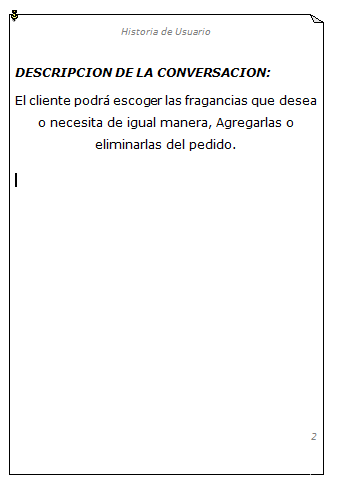 Historia de Usuario
DESCRIPCION DE LA CONVERSACION:
El cliente podrá escoger las fragancias que desea
o necesita de igual manera, Agregarlas o
eliminarlas del pedido.
2